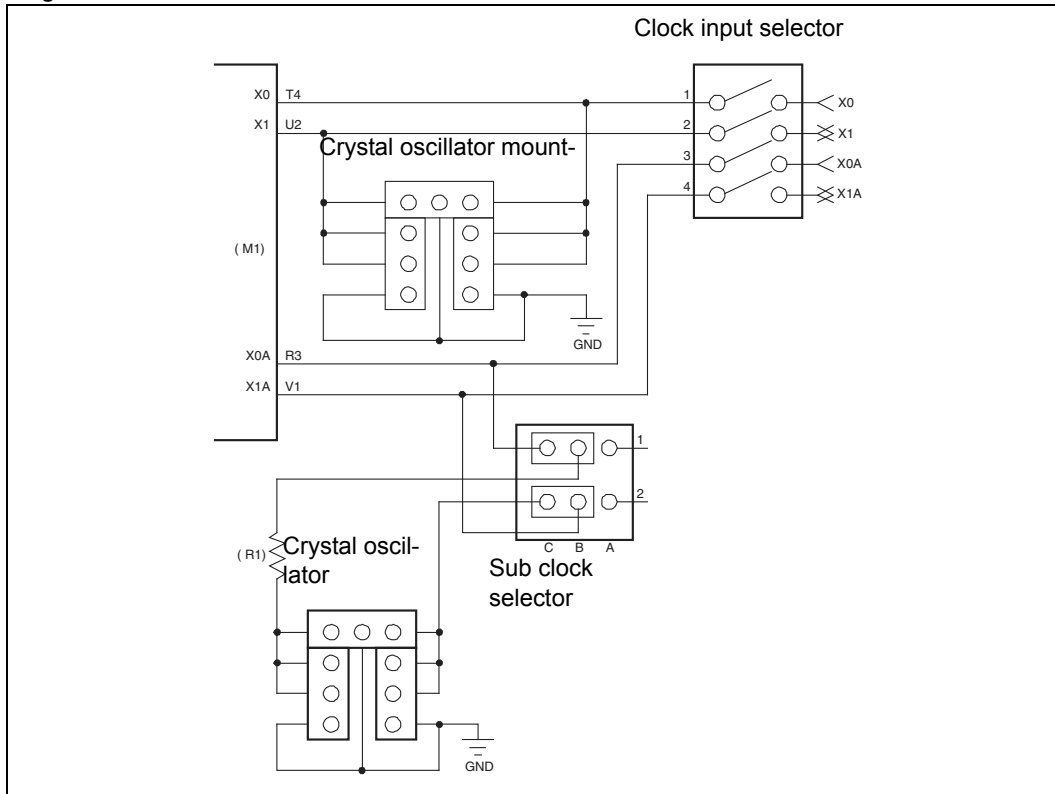 Clock input selector
X0 T4
1
X0
X1 U2
2
X1
Crystal oscillator mount-
3
X0A
4
X1A
( M1)
GND
X0A R3
X1A V1
1
2
C B A
( R1)
Crystal oscil-
lator
Sub clock
selector
GND